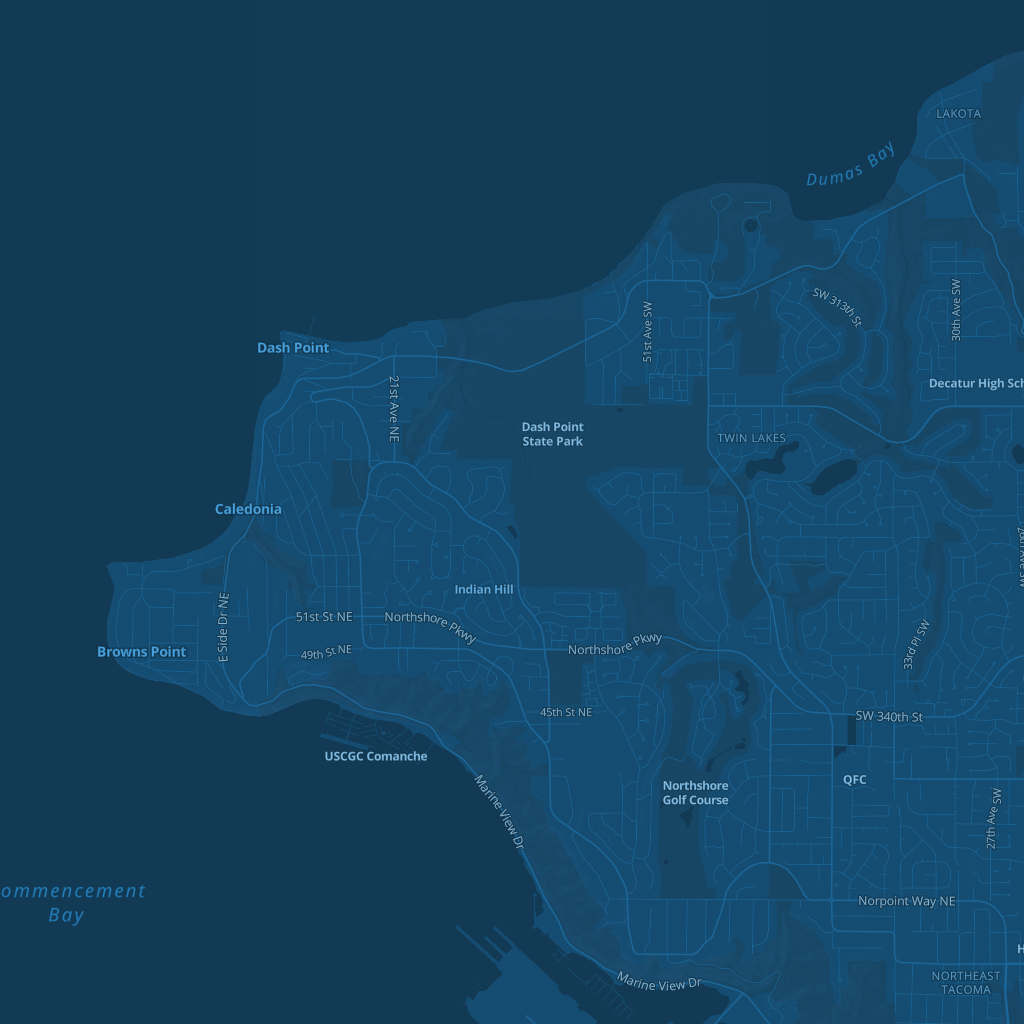 LAKOTA
Dumas Bay
SW 313th St
30th Ave SW
51st Ave SW
Dash Point
21st Ave NE
Decatur High Sch
Dash Point
State Park
TWIN LAKES
Caledonia
Indian Hill
51st St NE
Northshore Pkwy
E Side Dr NE
49th St NE
Northshore Pkwy
33rd Pl SW
Browns Point
45th St NE
SW 340th St
USCGC Comanche
QFC
Northshore
Golf Course
Marine View Dr
27th Ave SW
ommencement
Bay
Norpoint Way NE
H
NORTHEAST
TACOMA
Marine View Dr